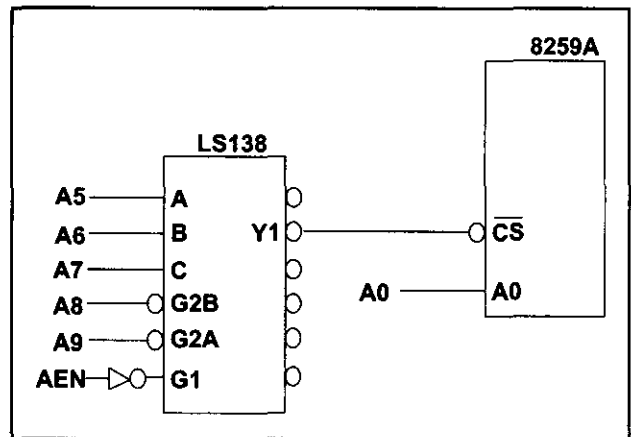 8259A
LS138
A5 A
A6 B Y1 CS
A7 C
A8 G2B A0 A0
A9 G2A
AEN G1